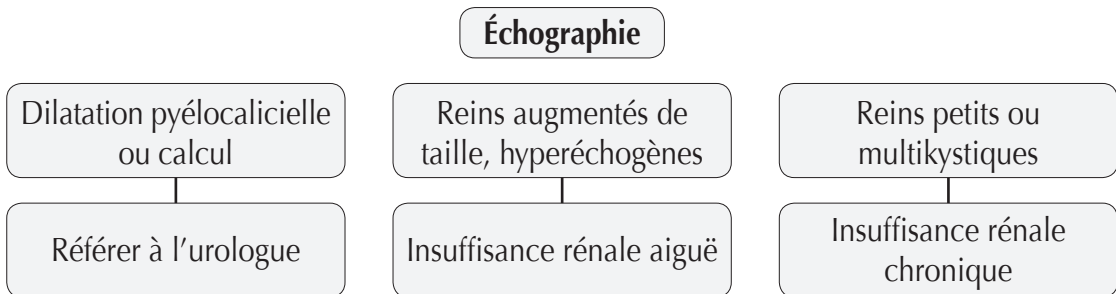 Échographie
Dilatation pyélocalicielle
ou calcul
Reins augmentés de
taille, hyperéchogènes
Reins petits ou
multikystiques
Référer à l’urologue
Insuffisance rénale aiguë
Insuffisance rénale
chronique